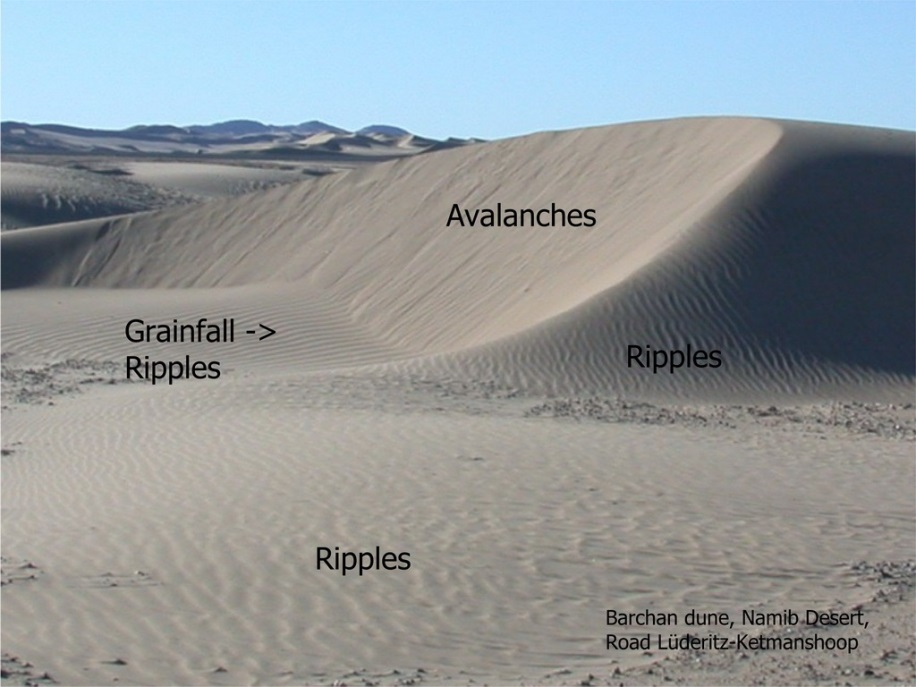 Avalanches
Grainfall ->
Ripples
Ripples
Ripples
Barchan dune, Namib Desert,
Road Lüderitz-Ketmanshoop